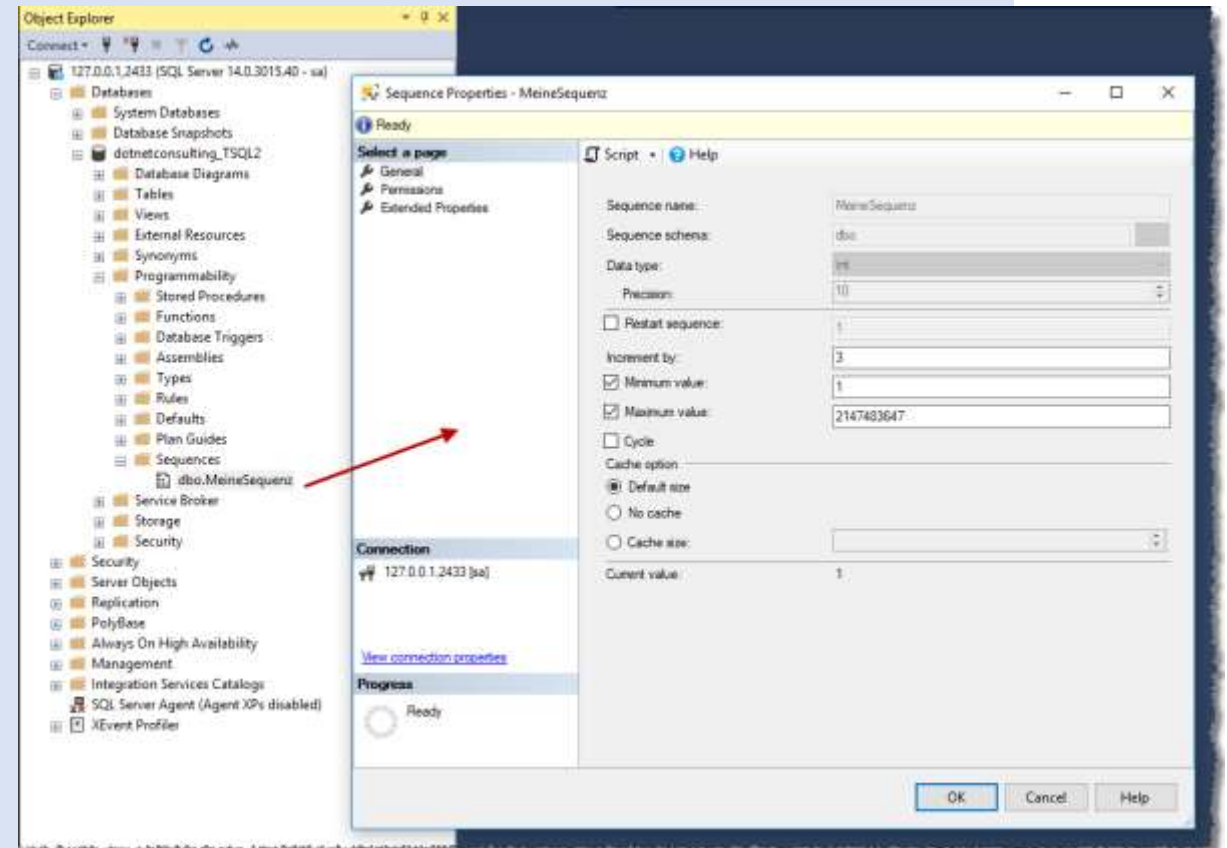 Object Explorer
Connect
127.0.0.1,2433 (SQL Server 14.0.3015.40 - sa)
Databases
System Databases
Database Snapshots
dotnetconsulting_TSQL2
Database Diagrams
Tables
Views
External Resources
Synonyms
Programmability
Stored Procedures
Functions
Database Triggers
Assemblies
Types
Rules
Defaults
Plan Guides
Sequences
dbo.MeineSequenz
Service Broker
Storage
Security
Security
Server Objects
Replication
PolyBase
Always On High Availability
Management
Integration Services Catalogs
SQL Server Agent (Agent XPs disabled)
XEvent Profiler
Sequence Properties - MeineSequenz
Ready
Select a page
General
Permissions
Extended Properties
Connection
127.0.0.1,2433 [sa]
View connection properties
Progress
Ready
Script Help
Sequence name: MeineSequenz
Sequence schema: dbo
Data type: int
Precision: 10
Restart sequence: 1
Increment by: 3
Minimum value: 1
Maximum value: 2147483647
Cycle
Cache option
Default size
No cache
Cache size:
Current value: 1
OK Cancel Help